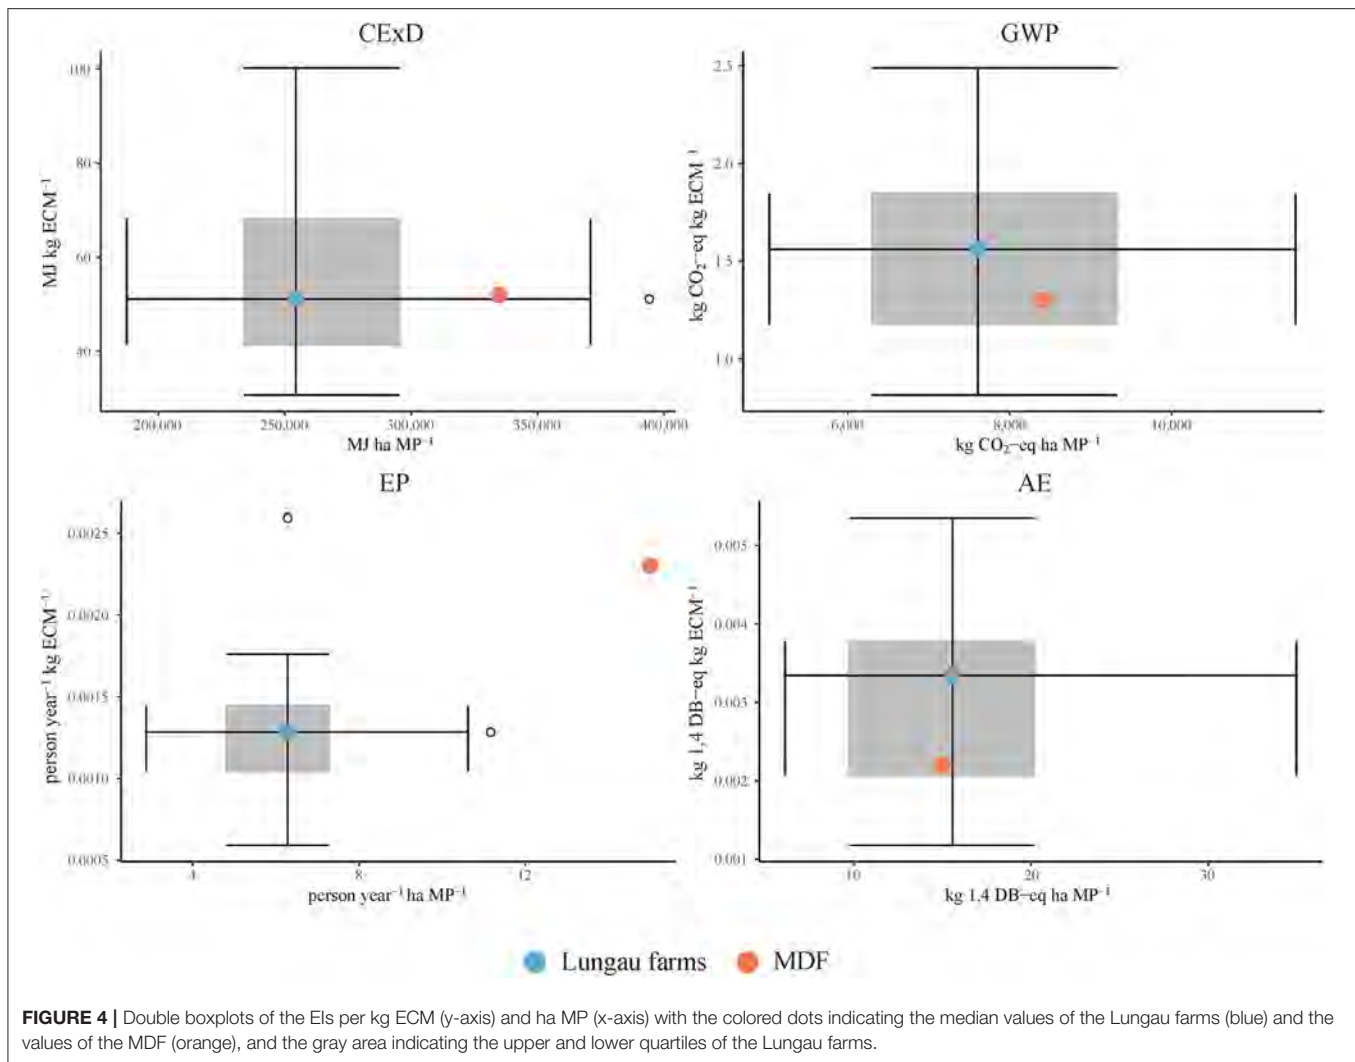 CExD
GWP
100
80
60
40
MJ kg ECM⁻¹
200,000 250,000 300,000 350,000 400,000
MJ ha MP⁻¹
2.5
2.0
1.5
1.0
kg CO₂−eq kg ECM⁻¹
6,000 8,000 10,000
kg CO₂−eq ha MP⁻¹
EP
AE
0.0025
0.0020
0.0015
0.0010
0.0005
person year⁻¹ kg ECM⁻¹
4 8 12
person year⁻¹ ha MP⁻¹
0.005
0.004
0.003
0.002
0.001
kg 1,4 DB−eq kg ECM⁻¹
10 20 30
kg 1,4 DB−eq ha MP⁻¹
Lungau farms MDF
FIGURE 4 | Double boxplots of the EIs per kg ECM (y-axis) and ha MP (x-axis) with the colored dots indicating the median values of the Lungau farms (blue) and the
values of the MDF (orange), and the gray area indicating the upper and lower quartiles of the Lungau farms.